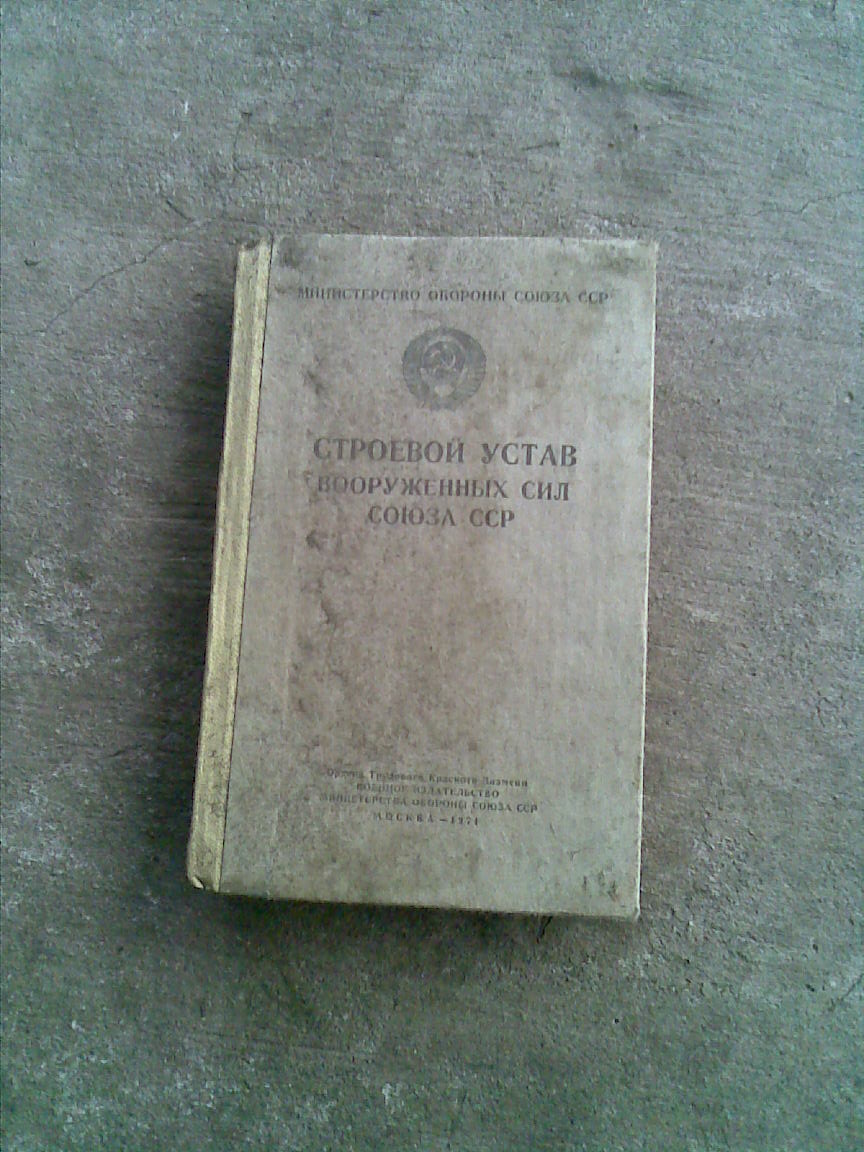 МИНИСТЕРСТВО ОБОРОНЫ СОЮЗА ССР
СТРОЕВОЙ УСТАВ
ВООРУЖЕННЫХ СИЛ
СОЮЗА ССР
Ордена Трудового Красного Знамени
ВОЕННОЕ ИЗДАТЕЛЬСТВО
МИНИСТЕРСТВА ОБОРОНЫ СОЮЗА ССР
МОСКВА —